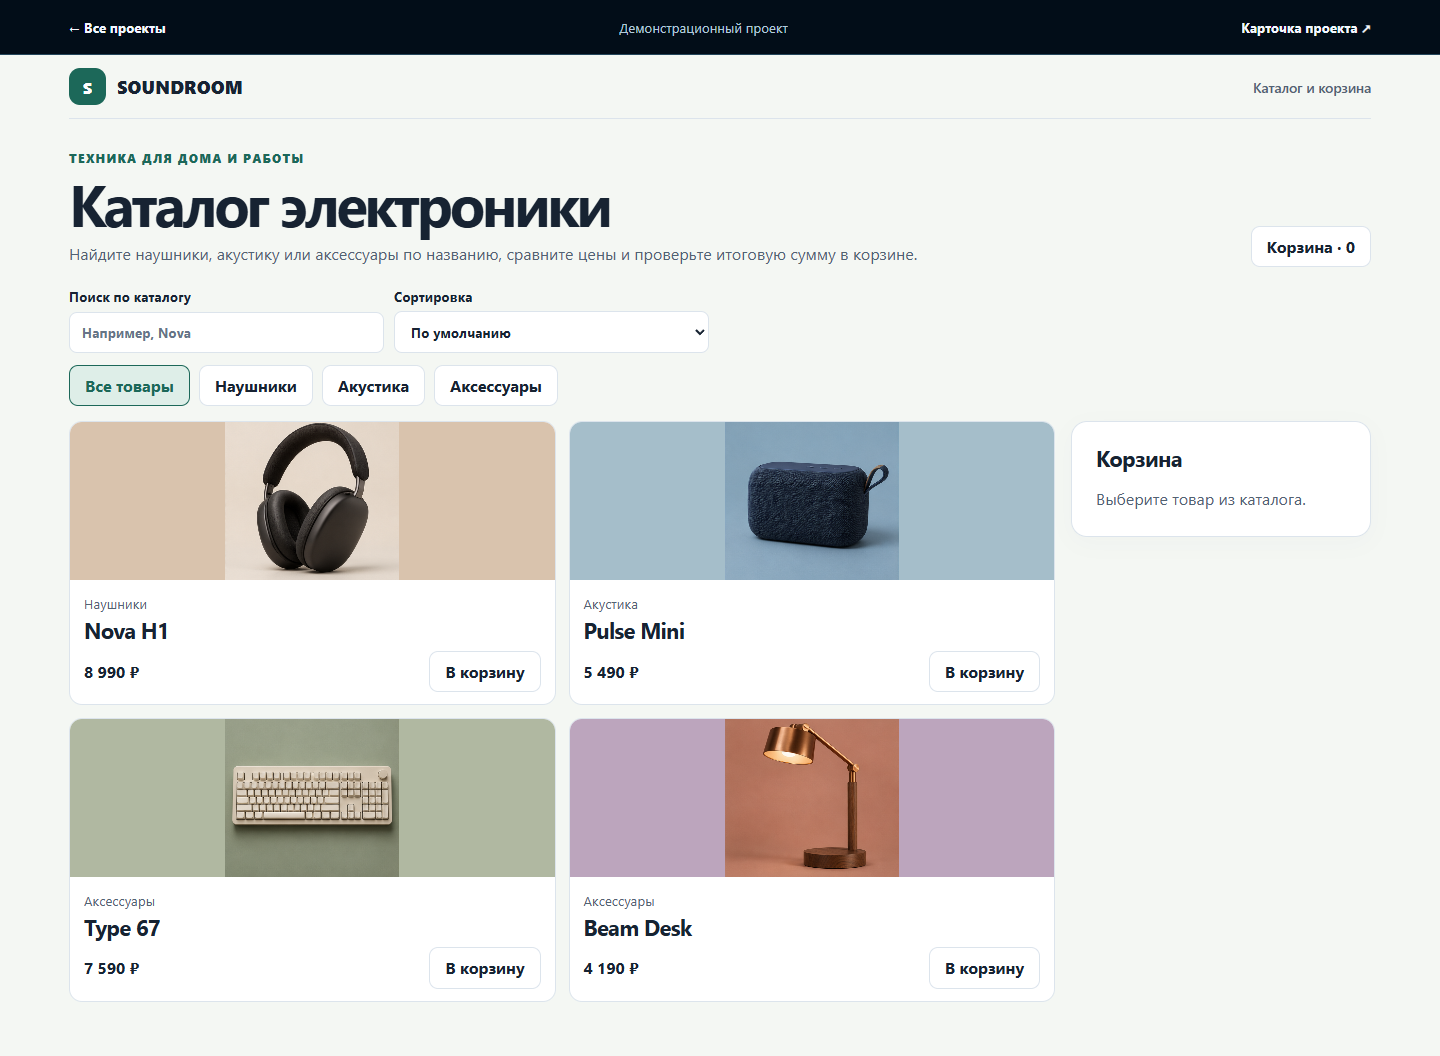 ← Все проекты
Демонстрационный проект
Карточка проекта ↗
S SOUNDROOM
Каталог и корзина
ТЕХНИКА ДЛЯ ДОМА И РАБОТЫ
Каталог электроники
Найдите наушники, акустику или аксессуары по названию, сравните цены и проверьте итоговую сумму в корзине.
Корзина · 0
Поиск по каталогу
Сортировка
Например, Nova
По умолчанию
Все товары
Наушники
Акустика
Аксессуары
Наушники
Nova H1
8 990 ₽
В корзину
Акустика
Pulse Mini
5 490 ₽
В корзину
Корзина
Выберите товар из каталога.
Аксессуары
Type 67
7 590 ₽
В корзину
Аксессуары
Beam Desk
4 190 ₽
В корзину